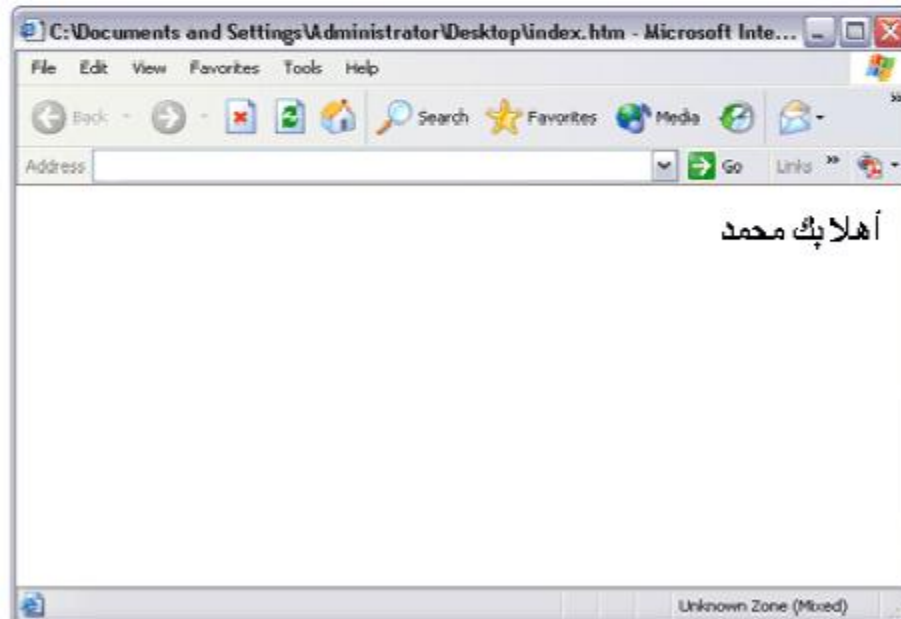 C:\Documents and Settings\Administrator\Desktop\index.htm - Microsoft Inte...
File Edit View Favorites Tools Help
Back Search Favorites Media
Address Go Links
أهلا بك محمد
Unknown Zone (Mixed)